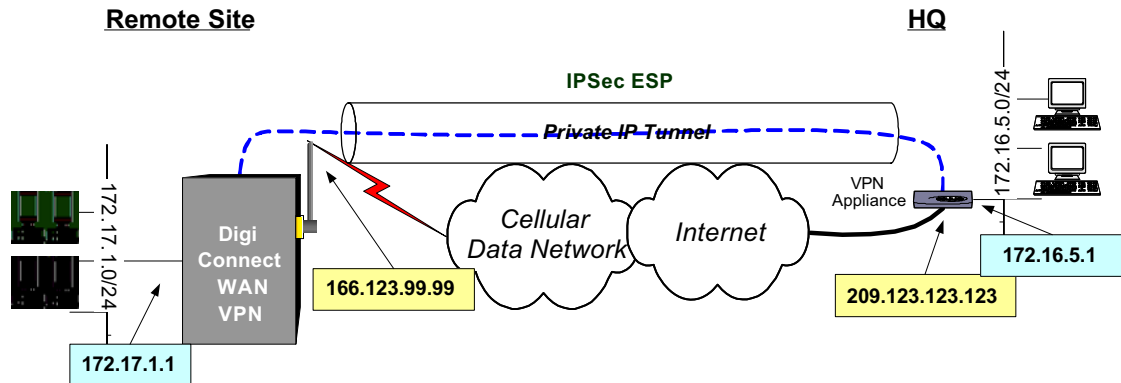 Remote Site
HQ
IPSec ESP
Private IP Tunnel
172.16.5.0/24
VPN
Appliance
172.17.1.0/24
Digi
Connect
WAN
VPN
Cellular
Data Network
Internet
166.123.99.99
172.16.5.1
209.123.123.123
172.17.1.1